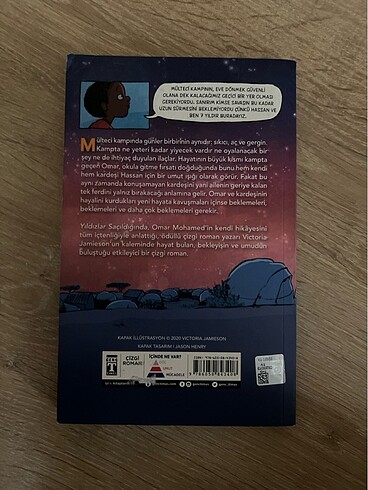 MÜLTECİ KAMPININ, EVE DÖNMEK GÜVENLİ
OLANA DEK KALACAĞIMIZ GEÇİCİ BİR YER OLMASI
GEREKİYORDU. SANIRIM KİMSE SAVAŞIN BU KADAR
UZUN SÜRMESİNİ BEKLEMİYORDU ÇÜNKÜ HASSAN VE
BEN 7 YILDIR BURADAYIZ.
Mülteci kampında günler birbirinin aynıdır; sıkıcı, aç ve gergin.
Kampta ne yeteri kadar yiyecek vardır ne oyalanacak bir
şey ne de ihtiyaç duyulan ilaçlar. Hayatının büyük kısmı kampta
geçen Omar, okula gitme fırsatı doğduğunda bunu hem kendi
hem kardeşi Hassan için bir umut ışığı olarak görür. Fakat bu
aynı zamanda konuşamayan kardeşini yani ailenin geriye kalan
tek ferdini yalnız bırakacağı anlamına gelir. Omar ve kardeşinin
hayalini kurdukları yeni hayata kavuşmaları içinse beklemeleri,
beklemeleri ve daha çok beklemeleri gerekir.
Yıldızlar Saçıldığında, Omar Mohamed'in kendi hikâyesini
tüm içtenliğiyle anlattığı, ödüllü çizgi roman yazarı Victoria
Jamieson'un kaleminde hayat bulan, bekleyişin ve umudun
buluştuğu etkileyici bir çizgi roman.
KAPAK İLLÜSTRASYON © 2020 VICTORIA JAMIESON
KAPAK TASARIM | JASON HENRY
ÇİZGİ
ROMAN
İÇİNDE NE VAR?
UMUT
MÜCADELE